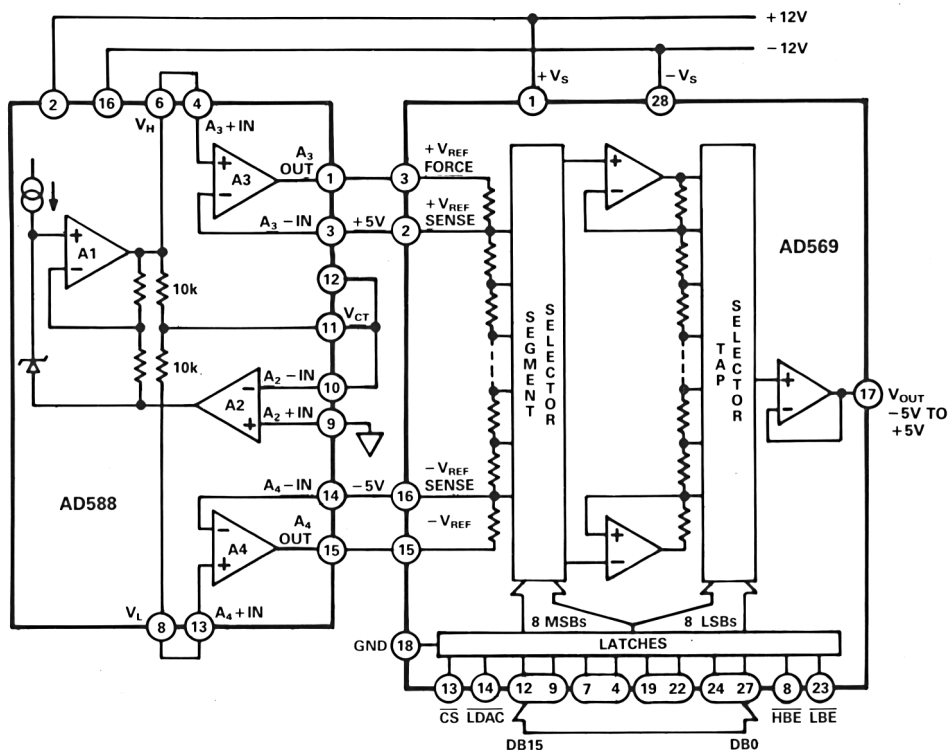 +12V
−12V
+VS
−VS
2
16
6
4
1
28
VH
A3+IN
A3
OUT
A3
1
3
+VREF
FORCE
A3−IN
3
+5V
2
+VREF
SENSE
A1
10k
10k
12
11
VCT
A2
A2−IN
10
A2+IN
9
AD588
A4−IN
14
−5V
16
−VREF
SENSE
A4
A4
OUT
15
15
−VREF
VL
8
13
A4+IN
SEGMENT
SELECTOR
TAP
SELECTOR
AD569
17
VOUT
−5V TO
+5V
8 MSBs
8 LSBs
GND
18
LATCHES
13
14
12
9
7
4
19
22
24
27
8
23
CS
LDAC
HBE
LBE
DB15
DB0